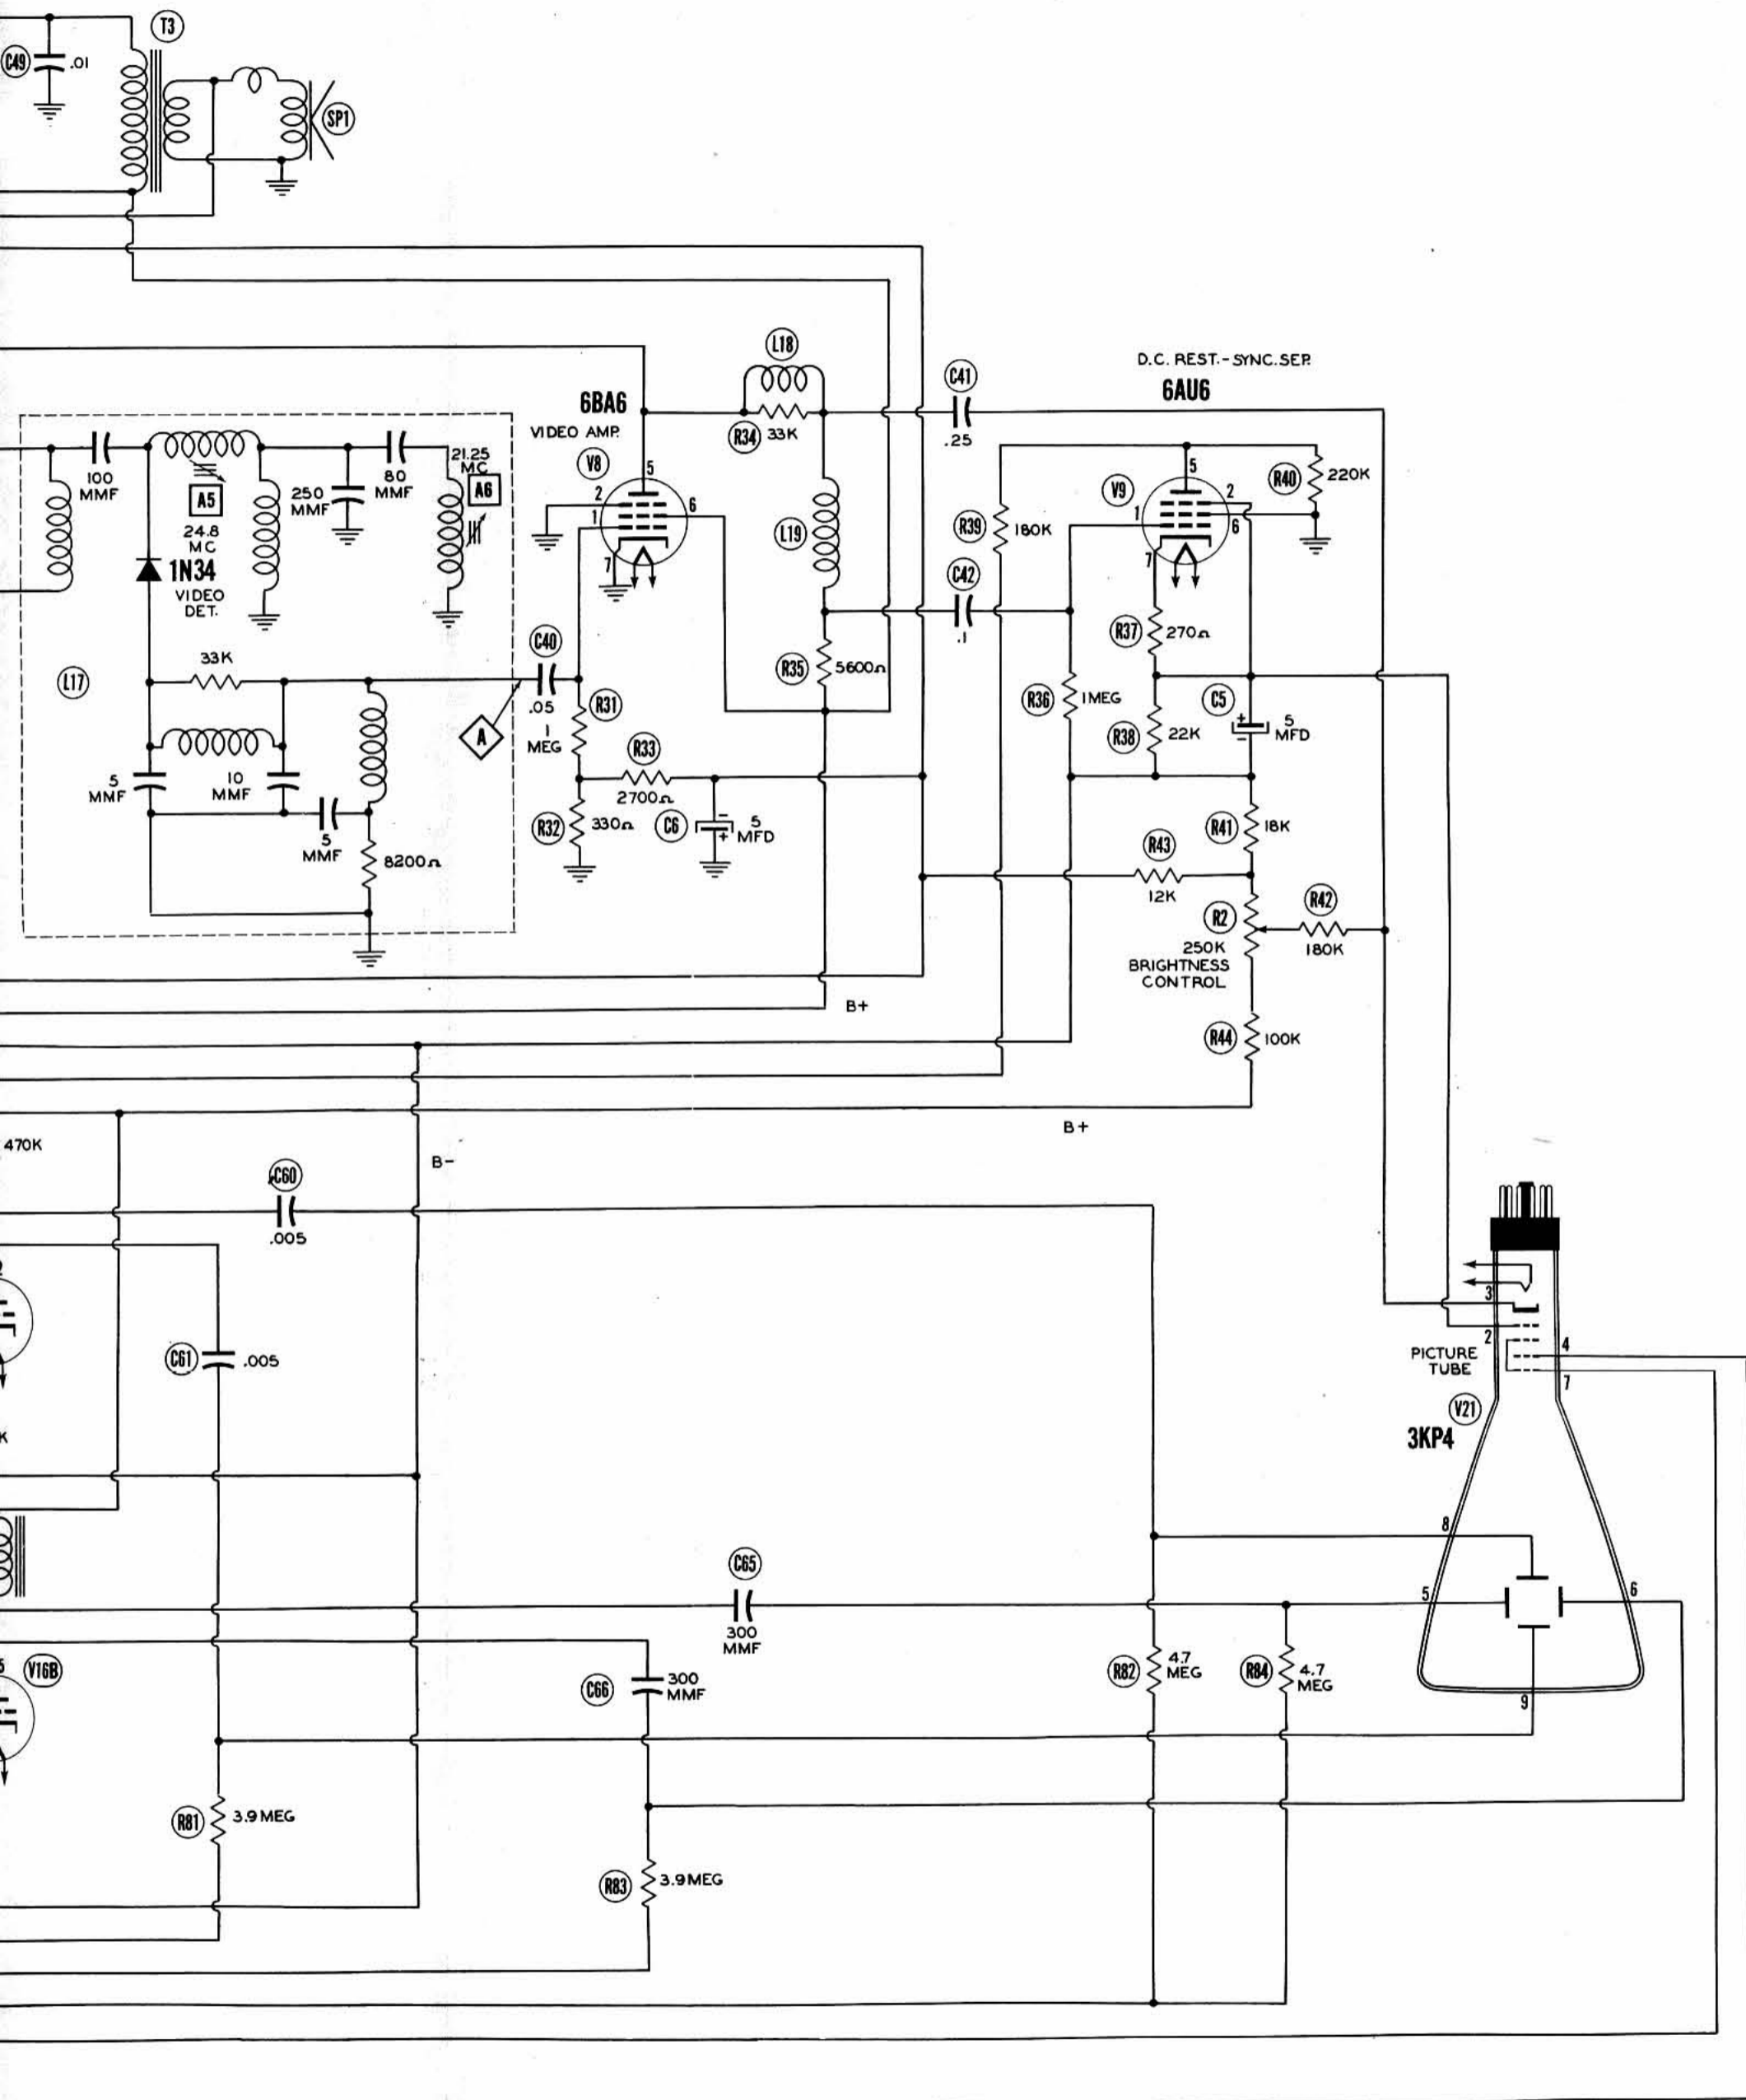 T3
C49
.01
SP1
L18
C41
D.C. REST.- SYNC. SEP.
6AU6
6BA6
VIDEO AMP.
R34 33K
.25
V8
5
2
1
6
7
V9
5
2
1
6
7
R40 220K
R39 180K
100
MMF
A5
24.8
MC
1N34
VIDEO
DET.
250
MMF
80
MMF
21.25
MC
A6
L19
C42
.1
R37 270Ω
33K
L17
C40
.05
R31
1
MEG
R35 5600Ω
R36 1MEG
C5
+
-
5
MFD
R38 22K
A
R33
2700Ω
5
MMF
10
MMF
5
MMF
8200Ω
R32 330Ω
C6
-
+
5
MFD
R41 18K
R43
12K
R2
250K
BRIGHTNESS
CONTROL
R42
180K
B+
R44 100K
B+
470K
B-
C60
.005
C61 .005
K
3
2
4
7
PICTURE
TUBE
V21
3KP4
8
5
6
9
C65
300
MMF
5
V16B
C66
300
MMF
R82
4.7
MEG
R84
4.7
MEG
R81 3.9 MEG
R83 3.9 MEG